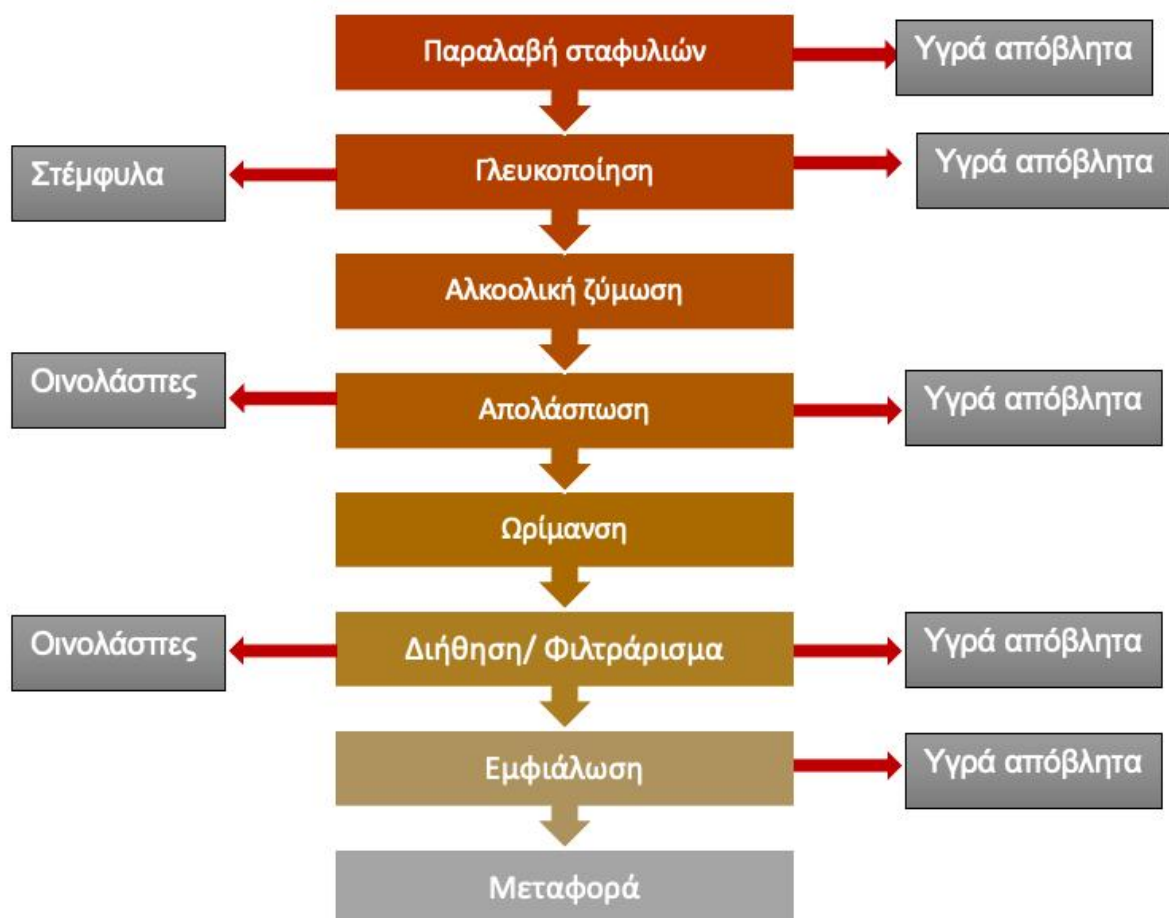 Παραλαβή σταφυλιών
Υγρά απόβλητα
Στέμφυλα
Γλευκοποίηση
Υγρά απόβλητα
Αλκοολική ζύμωση
Οινολάσπες
Απολάσπωση
Υγρά απόβλητα
Ωρίμανση
Οινολάσπες
Διήθηση/ Φιλτράρισμα
Υγρά απόβλητα
Εμφιάλωση
Υγρά απόβλητα
Μεταφορά